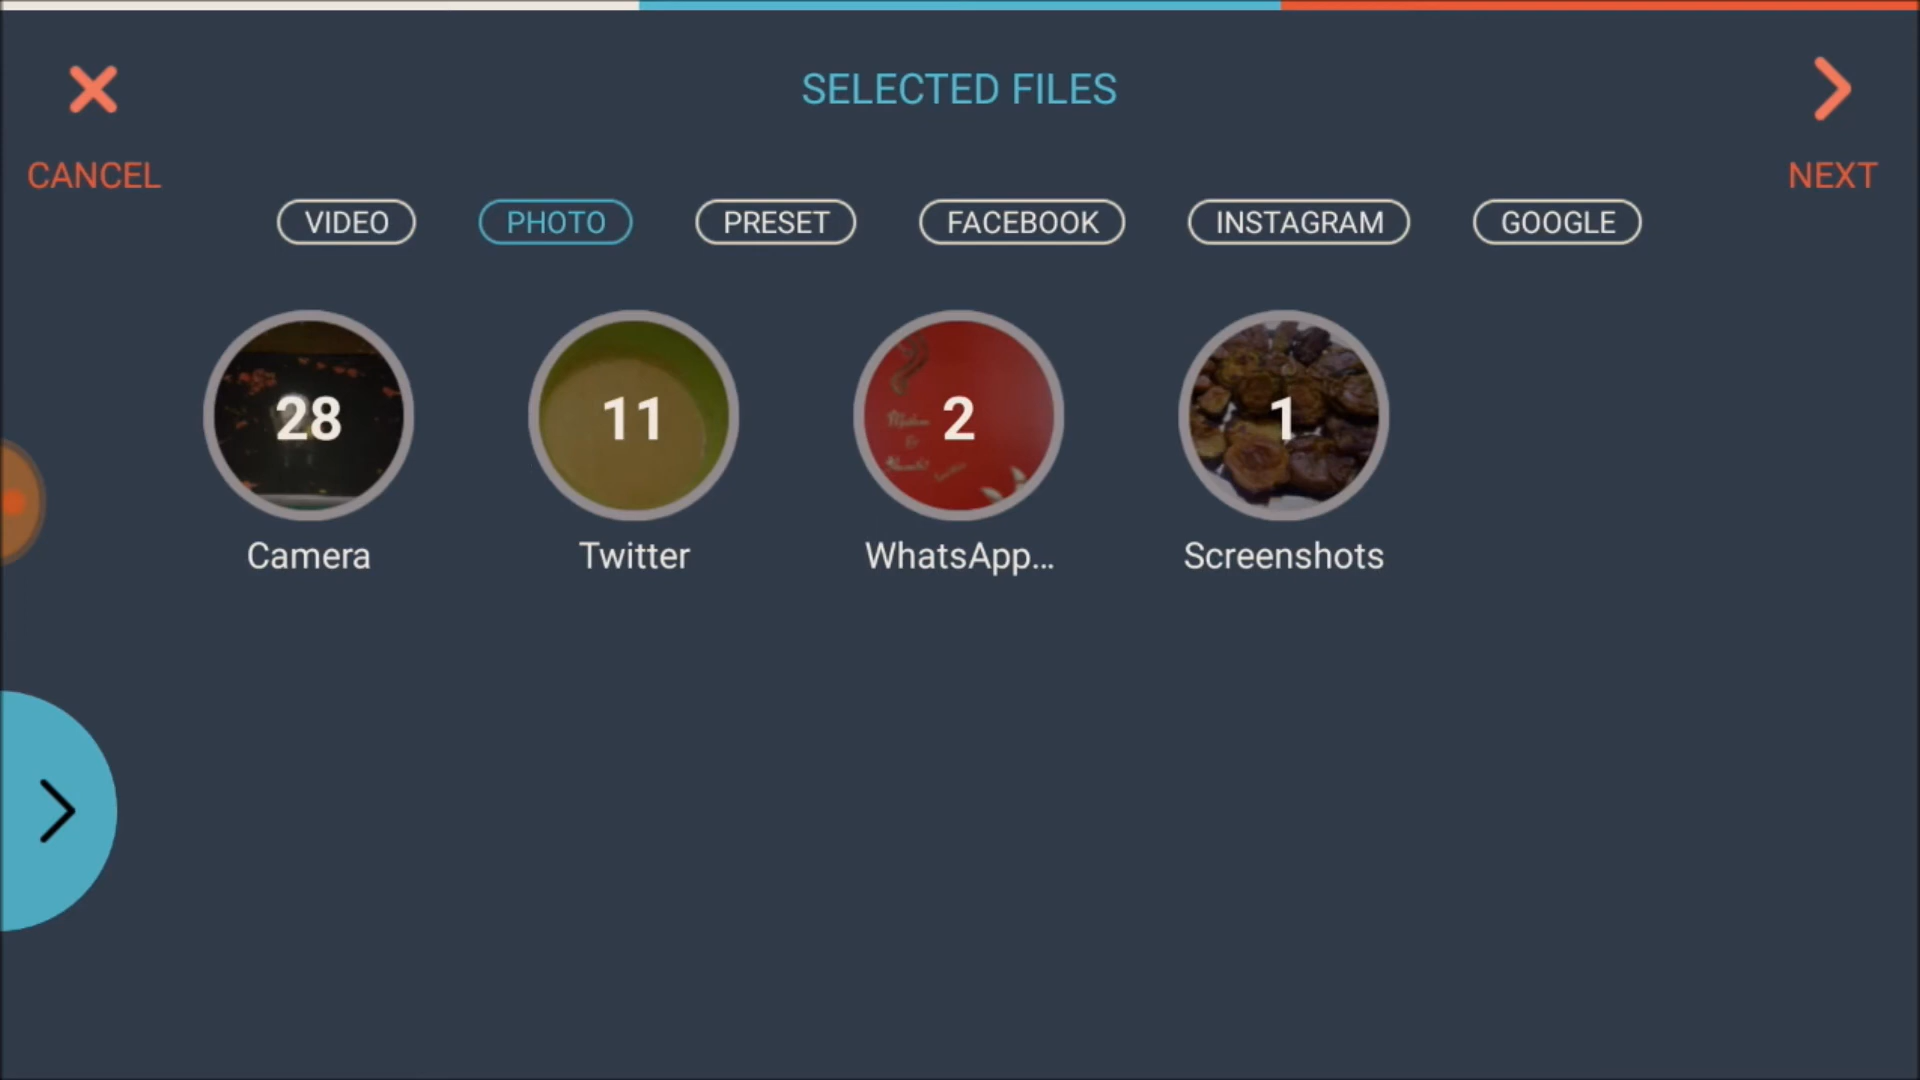 SELECTED FILES
CANCEL
NEXT
VIDEO
PHOTO
PRESET
FACEBOOK
INSTAGRAM
GOOGLE
28
11
2
1
Camera
Twitter
WhatsApp...
Screenshots